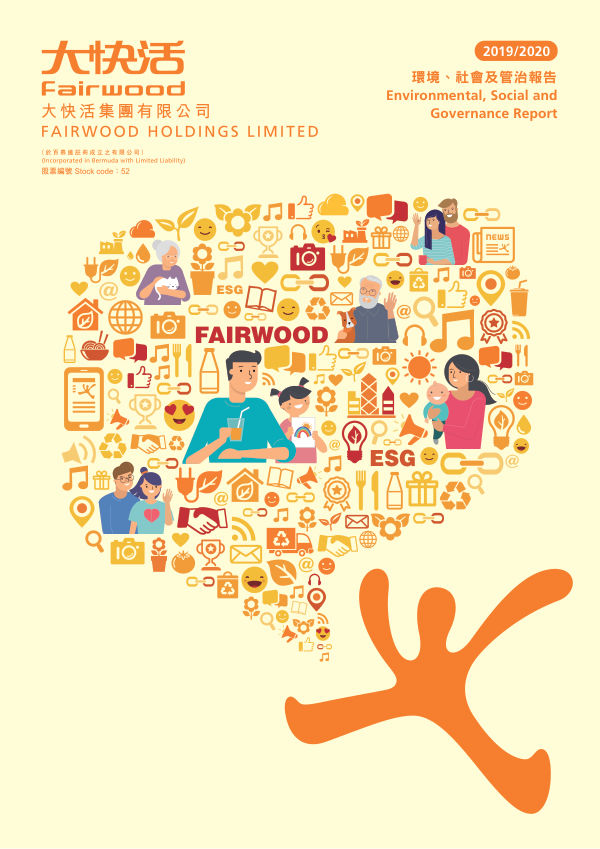 大快活
Fairwood
大快活集團有限公司
FAIRWOOD HOLDINGS LIMITED
(於百慕達註冊成立之有限公司)
(Incorporated in Bermuda with Limited Liability)
股票編號 Stock code：52
2019/2020
環境、社會及管治報告
Environmental, Social and
Governance Report
NEWS
ESG
FAIRWOOD
ESG